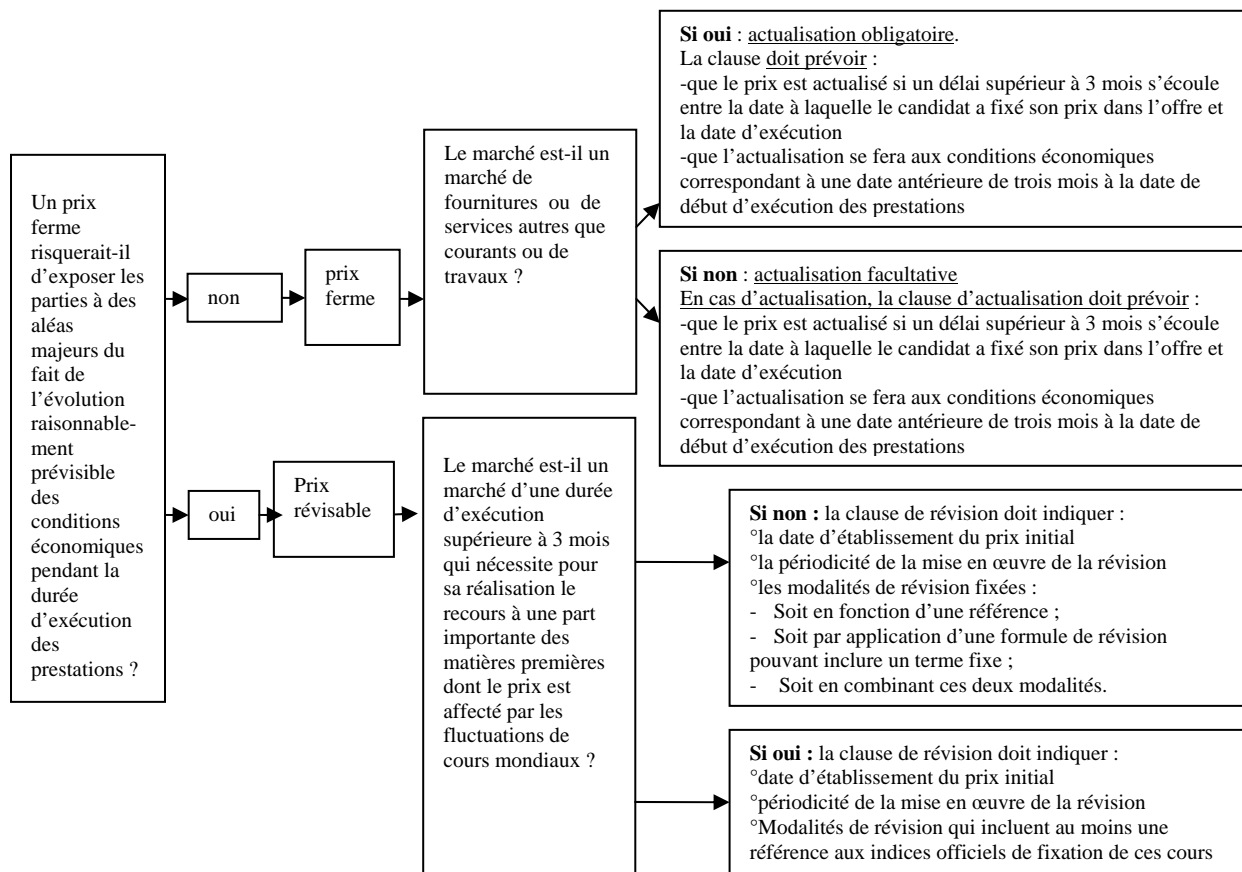 Un prix
ferme
risquerait-il
d’exposer les
parties à des
aléas
majeurs du
fait de
l’évolution
raisonnable-
ment
prévisible
des
conditions
économiques
pendant la
durée
d’exécution
des
prestations ?
non
prix
ferme
Le marché est-il un
marché de
fournitures ou de
services autres que
courants ou de
travaux ?
Si oui : actualisation obligatoire.
La clause doit prévoir :
-que le prix est actualisé si un délai supérieur à 3 mois s’écoule
entre la date à laquelle le candidat a fixé son prix dans l’offre et
la date d’exécution
-que l’actualisation se fera aux conditions économiques
correspondant à une date antérieure de trois mois à la date de
début d’exécution des prestations
Si non : actualisation facultative
En cas d’actualisation, la clause d’actualisation doit prévoir :
-que le prix est actualisé si un délai supérieur à 3 mois s’écoule
entre la date à laquelle le candidat a fixé son prix dans l’offre et
la date d’exécution
-que l’actualisation se fera aux conditions économiques
correspondant à une date antérieure de trois mois à la date de
début d’exécution des prestations
oui
Prix
révisable
Le marché est-il un
marché d’une durée
d’exécution
supérieure à 3 mois
qui nécessite pour
sa réalisation le
recours à une part
importante des
matières premières
dont le prix est
affecté par les
fluctuations de
cours mondiaux ?
Si non : la clause de révision doit indiquer :
°la date d’établissement du prix initial
°la périodicité de la mise en œuvre de la révision
°les modalités de révision fixées :
- Soit en fonction d’une référence ;
- Soit par application d’une formule de révision
pouvant inclure un terme fixe ;
- Soit en combinant ces deux modalités.
Si oui : la clause de révision doit indiquer :
°date d’établissement du prix initial
°périodicité de la mise en œuvre de la révision
°Modalités de révision qui incluent au moins une
référence aux indices officiels de fixation de ces cours